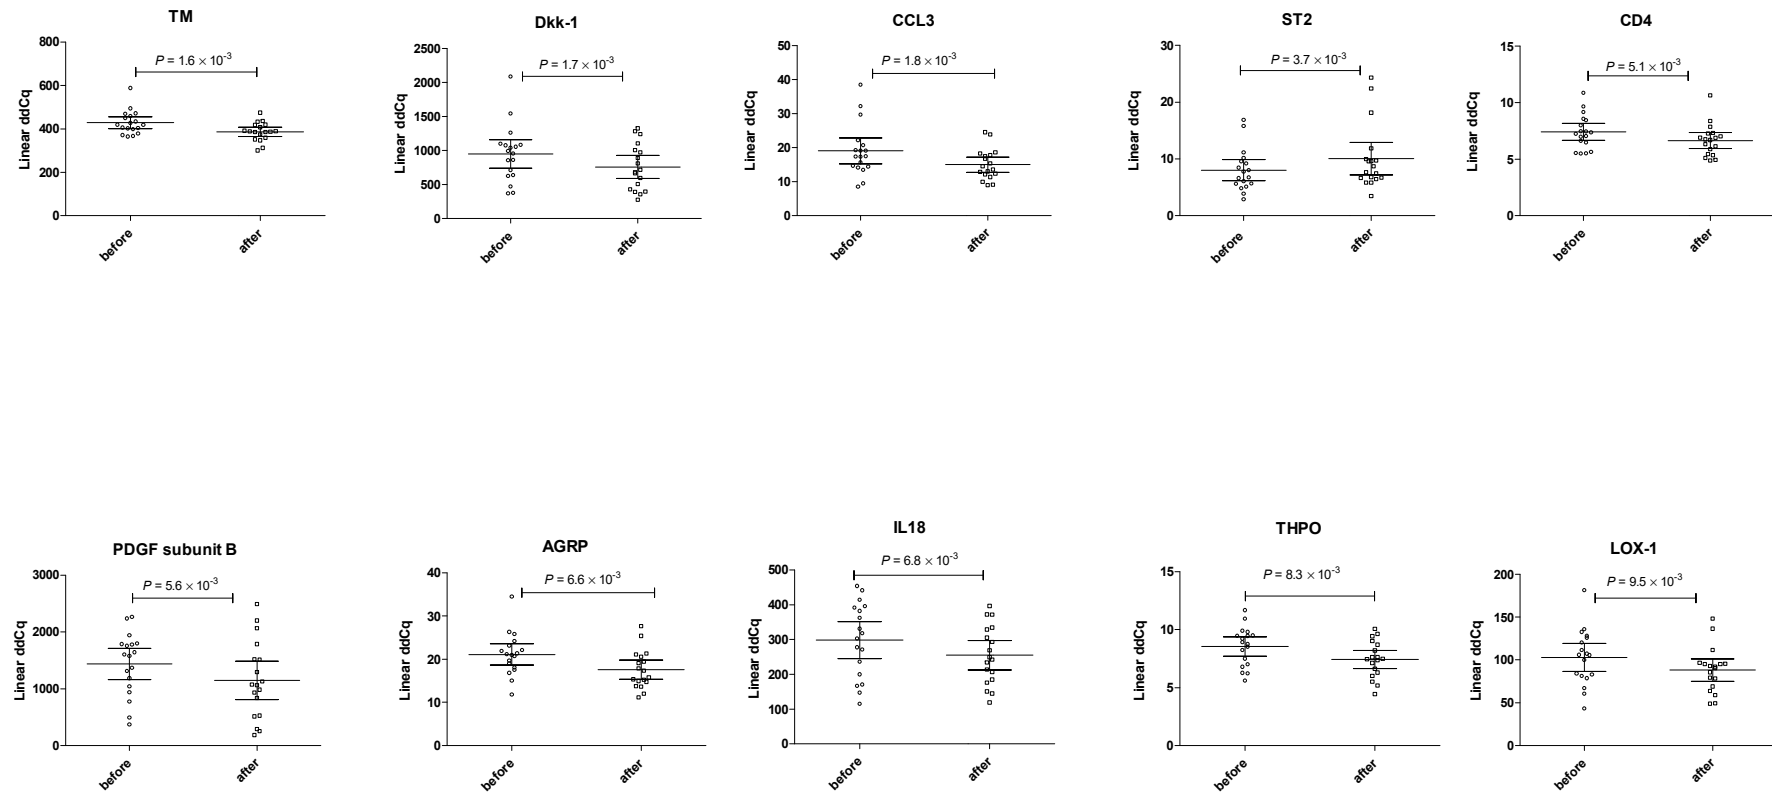 TM
P = 1.6 × 10⁻³
Linear ddCq
800
600
400
200
0
before
after
Dkk-1
P = 1.7 × 10⁻³
Linear ddCq
2500
2000
1500
1000
500
0
before
after
CCL3
P = 1.8 × 10⁻³
Linear ddCq
50
40
30
20
10
0
before
after
ST2
P = 3.7 × 10⁻³
Linear ddCq
30
20
10
0
before
after
CD4
P = 5.1 × 10⁻³
Linear ddCq
15
10
5
0
before
after
PDGF subunit B
P = 5.6 × 10⁻³
Linear ddCq
3000
2000
1000
0
before
after
AGRP
P = 6.6 × 10⁻³
Linear ddCq
40
30
20
10
0
before
after
IL18
P = 6.8 × 10⁻³
Linear ddCq
500
400
300
200
100
0
before
after
THPO
P = 8.3 × 10⁻³
Linear ddCq
15
10
5
0
before
after
LOX-1
P = 9.5 × 10⁻³
Linear ddCq
200
150
100
50
0
before
after